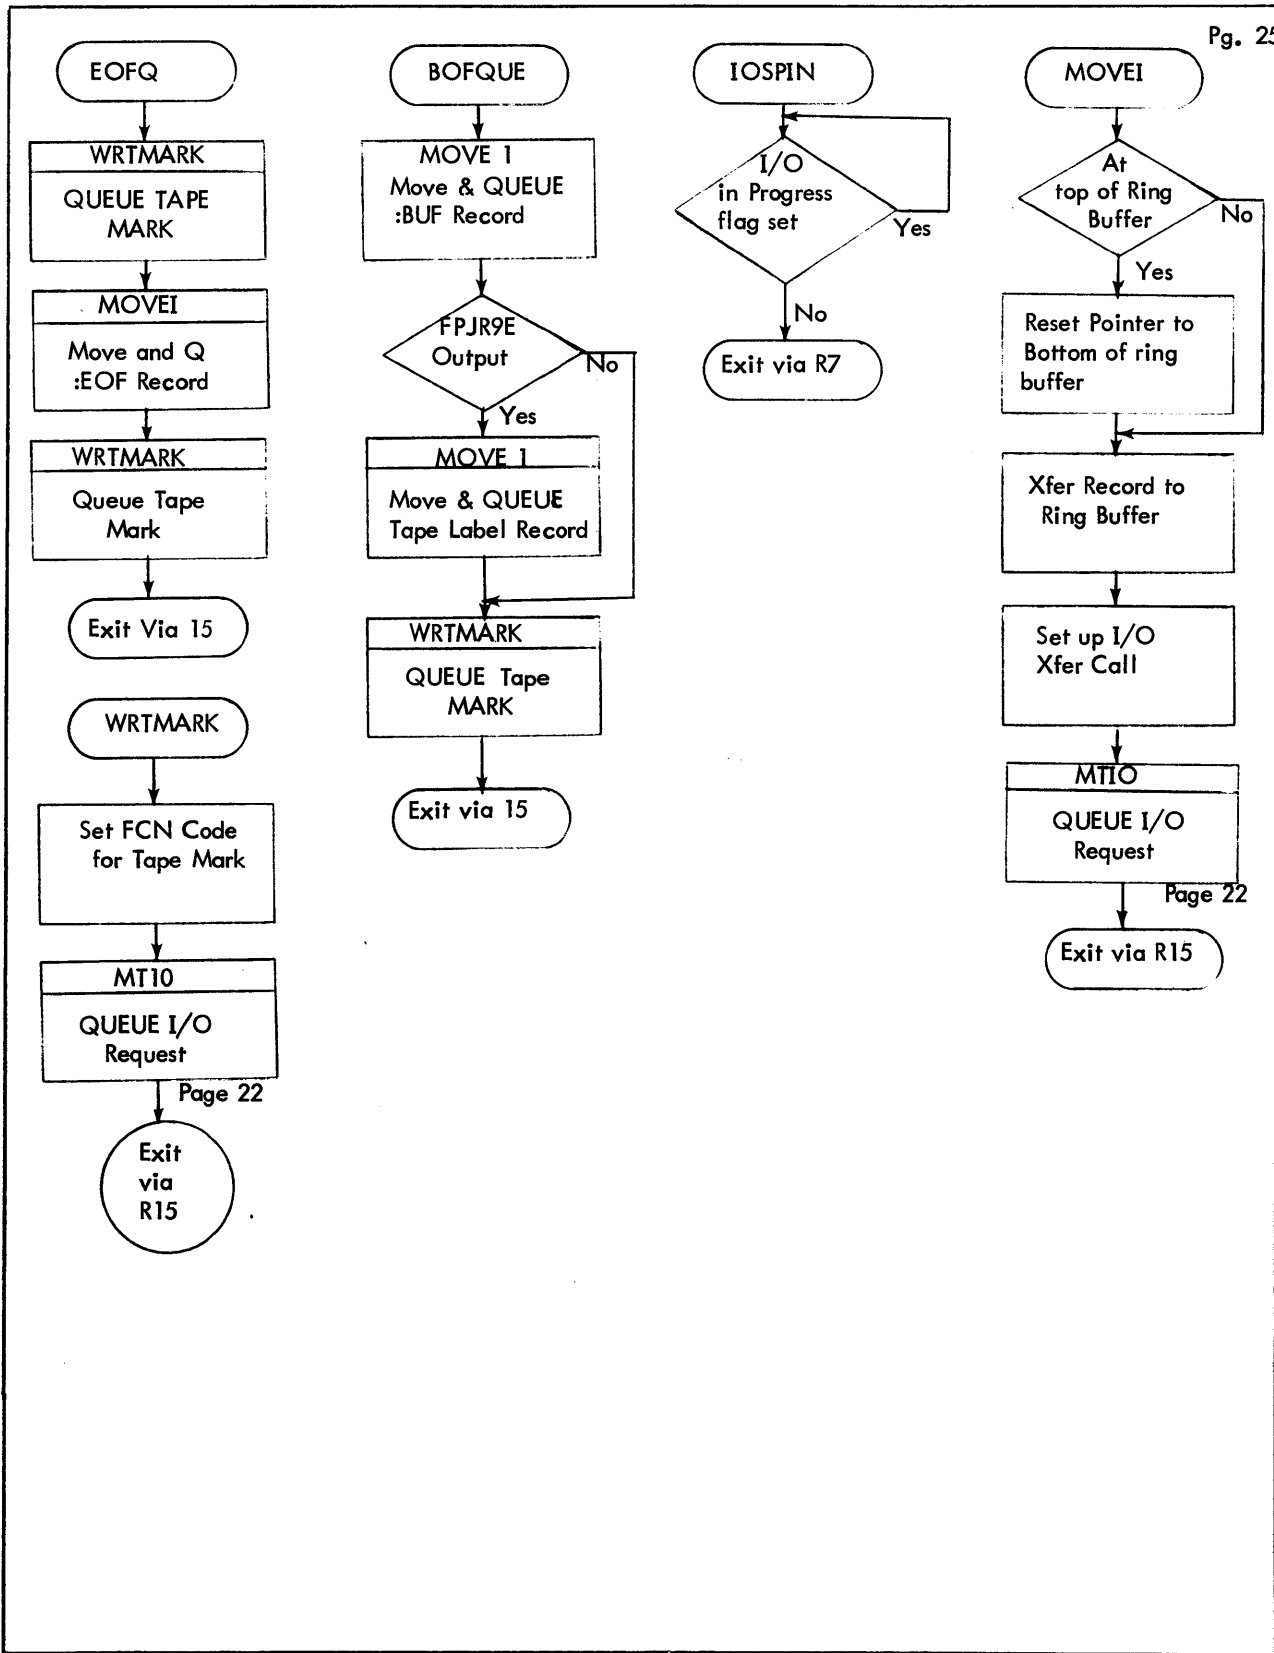 Pg. 25
EOFQ
WRTMARK
QUEUE TAPE
MARK
MOVEI
Move and Q
:EOF Record
WRTMARK
Queue Tape
Mark
Exit Via 15
WRTMARK
Set FCN Code
for Tape Mark
MT10
QUEUE I/O
Request
Page 22
Exit
via
R15
BOFQUE
MOVE 1
Move & QUEUE
:BUF Record
FPJR9E
Output
No
Yes
MOVE 1
Move & QUEUE
Tape Label Record
WRTMARK
QUEUE Tape
MARK
Exit via 15
IOSPIN
I/O
in Progress
flag set
Yes
No
Exit via R7
MOVEI
At
top of Ring
Buffer
No
Yes
Reset Pointer to
Bottom of ring
buffer
Xfer Record to
Ring Buffer
Set up I/O
Xfer Call
MTIO
QUEUE I/O
Request
Page 22
Exit via R15